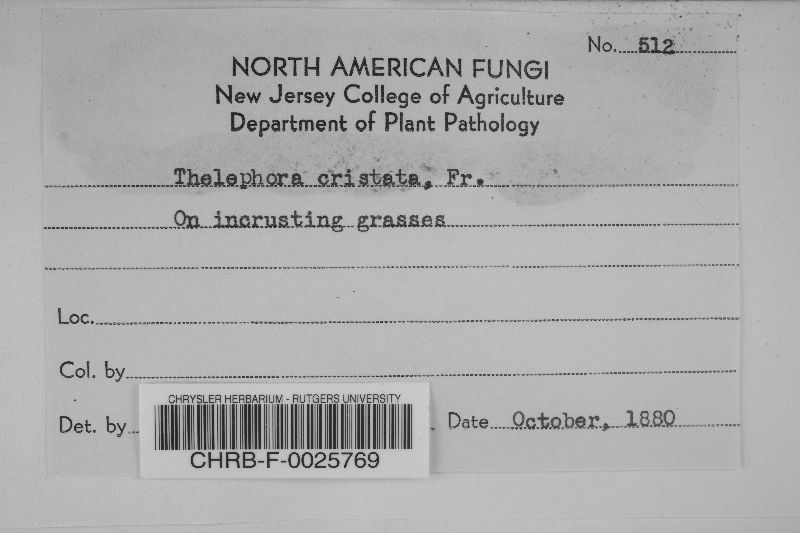 No. 512
NORTH AMERICAN FUNGI
New Jersey College of Agriculture
Department of Plant Pathology
Thelephora cristata, Fr.
On incrusting grasses
Loc.
Col. by
Det. by
Date October, 1880
CHRYSLER HERBARIUM - RUTGERS UNIVERSITY
CHRB-F-0025769